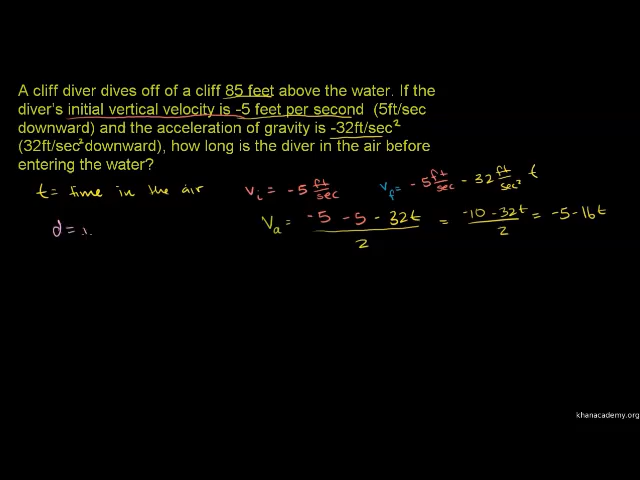 A cliff diver dives off of a cliff 85 feet above the water. If the
diver's initial vertical velocity is -5 feet per second (5ft/sec
downward) and the acceleration of gravity is -32ft/sec²
(32ft/sec² downward), how long is the diver in the air before
entering the water?
t = time in the air  Vi = -5 ft/sec  Vf = -5 ft/sec - 32 ft/sec² t
Va = (-5 - 5 - 32t)/2 = (-10 - 32t)/2 = -5 - 16t
d =
khanacademy.org